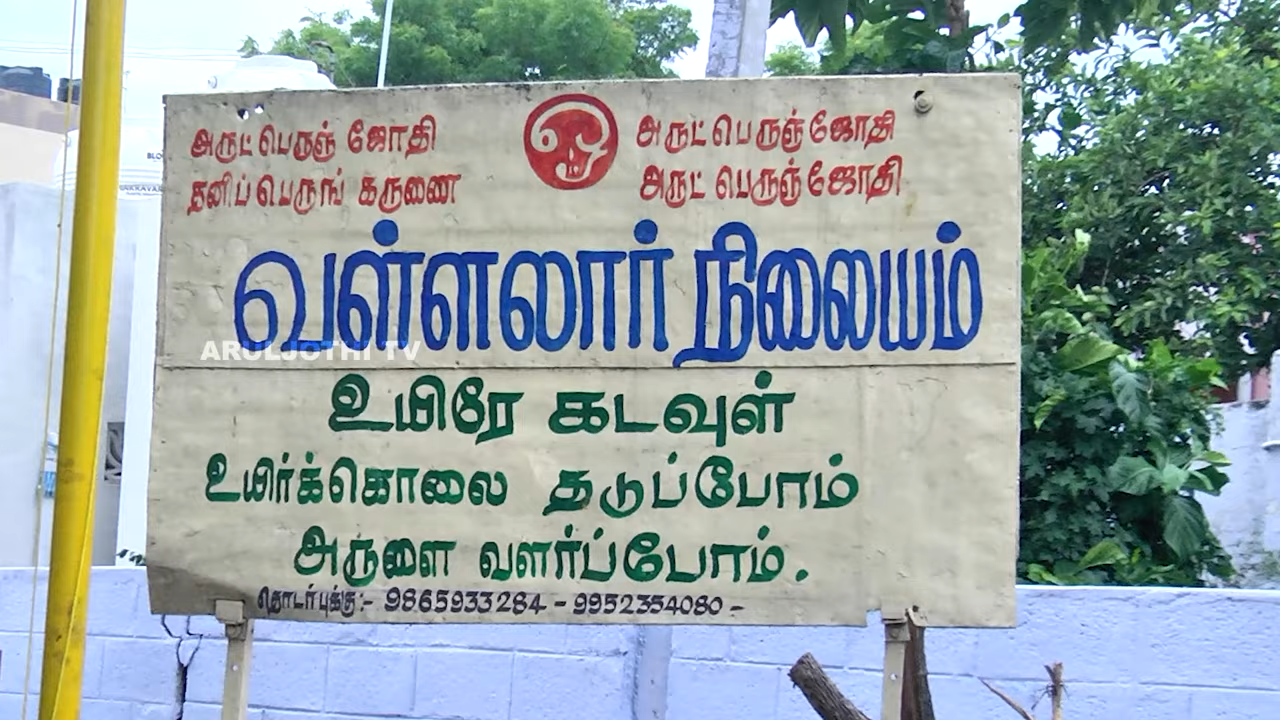 அருட்பெருஞ் ஜோதி ஓம் அருட்பெருஞ்ஜோதி
தனிப்பெருங் கருணை அருட்பெருஞ்ஜோதி
வள்ளலார் நிலையம்
ARULJOTHI TV
உயிரே கடவுள்
உயிர்க்கொலை தடுப்போம்
அருளை வளர்ப்போம்.
தொடர்புக்கு:- 9865933284 - 9952354080 -